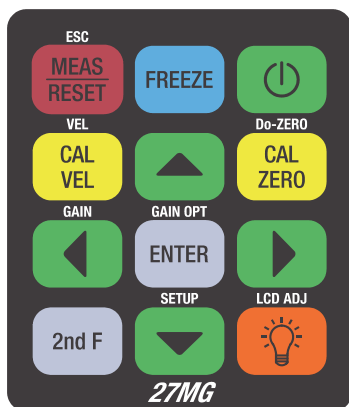 ESC
MEAS
RESET
FREEZE
VEL
Do-ZERO
CAL
VEL
CAL
ZERO
GAIN
GAIN OPT
ENTER
SETUP
LCD ADJ
2nd F
27MG